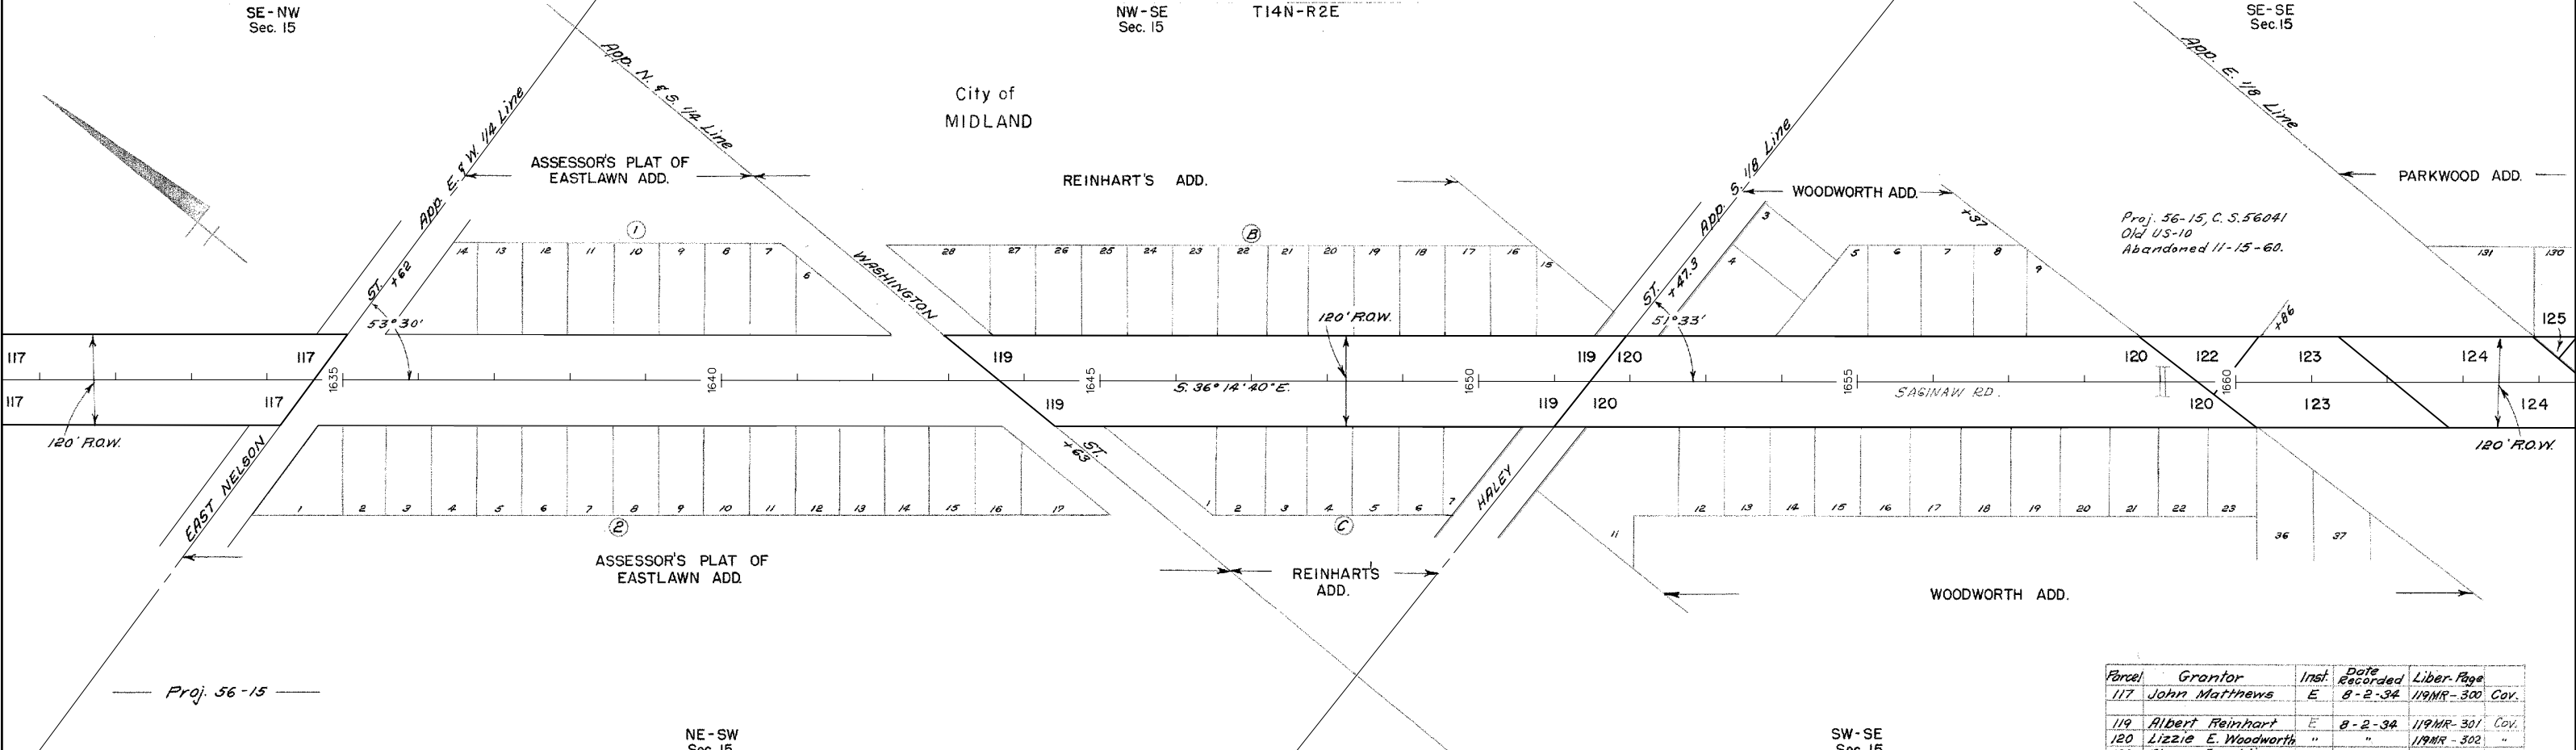 SE-NW
Sec. 15
NW-SE
Sec. 15
T14N-R2E
SE-SE
Sec. 15
App. E. & W. 1/4 Line
App. N. & S. 1/4 Line
City of
MIDLAND
App. S. 1/8 Line
App. E. 1/8 Line
ASSESSOR'S PLAT OF
EASTLAWN ADD.
REINHART'S ADD.
WOODWORTH ADD.
PARKWOOD ADD.
Proj. 56-15, C. S. 56041
Old US-10
Abandoned 11-15-60.
+37
1
14 13 12 11 10 9 8 7 6
WASHINGTON
B
28 27 26 25 24 23 22 21 20 19 18 17 16 15
3
4
5 6 7 8 9
131 130
ST.
+62
53°30'
120' R.O.W.
ST.
+47.3
51°33'
+86
125
117 117 119 119 120 120 122 123 124
1635 1640 1645 S. 36° 14' 40" E. 1650 1655 SAGINAW RD. 1660
117 117 119 119 120 120 123 124
120' R.O.W.
120' R.O.W.
EAST NELSON
ST.
+63
HALEY
1 2 3 4 5 6 7 8 9 10 11 12 13 14 15 16 17
2
1 2 3 4 5 6 7
C
11
12 13 14 15 16 17 18 19 20 21 22 23
36 37
ASSESSOR'S PLAT OF
EASTLAWN ADD.
REINHART'S
ADD.
WOODWORTH ADD.
Proj. 56-15
NE-SW
Sec. 15
SW-SE
Sec. 15
Parcel Grantor Inst. Date Recorded Liber-Page
117 John Matthews E 8-2-34 119MR-300 Cov.
119 Albert Reinhart E 8-2-34 119MR-301 Cov.
120 Lizzie E. Woodworth " " 119MR-302 "